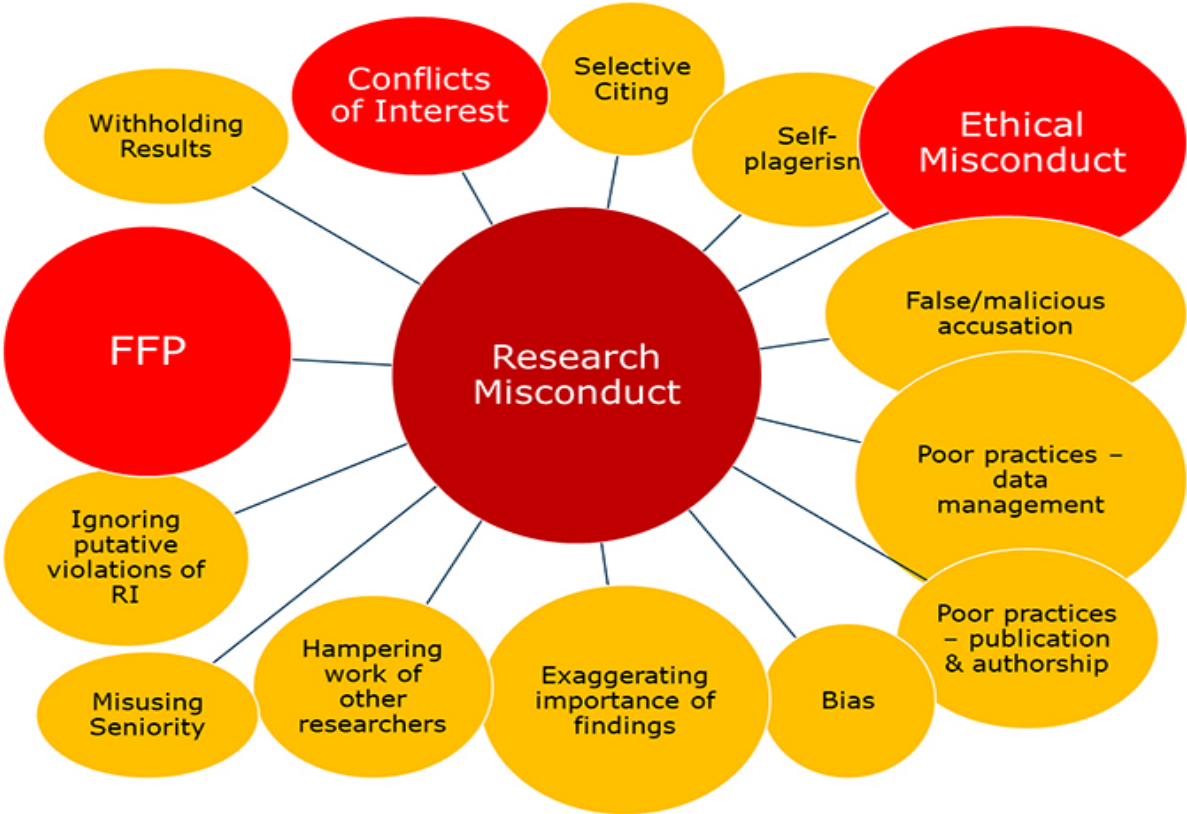 Conflicts
of Interest
Selective
Citing
Withholding
Results
Self-
plagerism
Ethical
Misconduct
False/malicious
accusation
FFP
Research
Misconduct
Poor practices –
data
management
Ignoring
putative
violations of
RI
Poor practices
– publication
& authorship
Hampering
work of
other
researchers
Exaggerating
importance of
findings
Bias
Misusing
Seniority